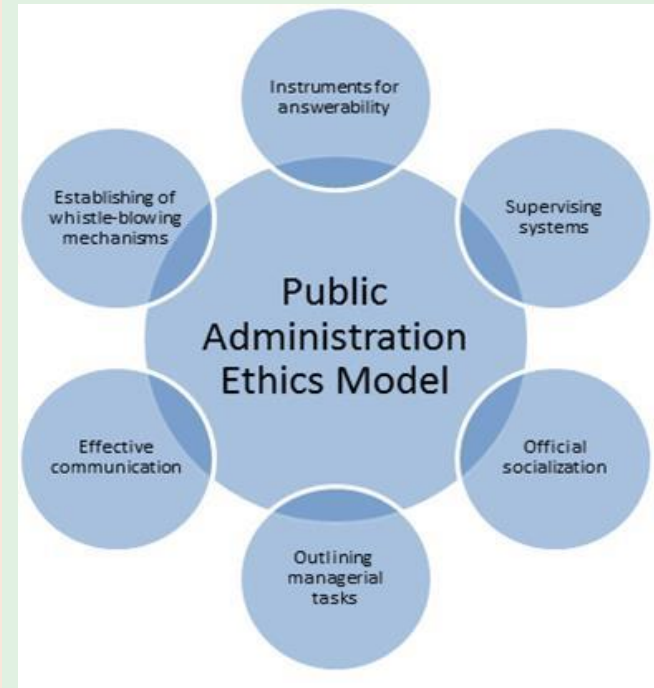 Instruments for
answerability
Supervising
systems
Official
socialization
Outlining
managerial
tasks
Effective
communication
Establishing of
whistle-blowing
mechanisms
Public
Administration
Ethics Model